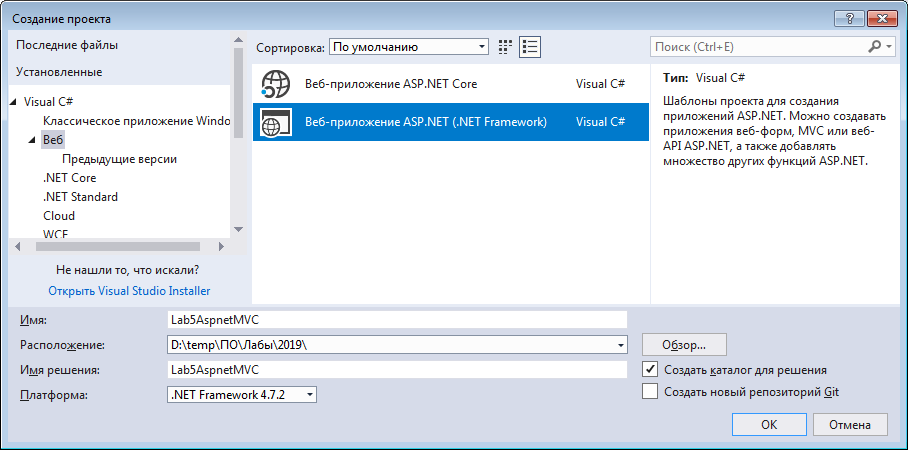 Создание проекта
Последние файлы
Установленные
Visual C#
Классическое приложение Windo
Веб
Предыдущие версии
.NET Core
.NET Standard
Cloud
WCF
Не нашли то, что искали?
Открыть Visual Studio Installer
Сортировка: По умолчанию
Веб-приложение ASP.NET Core Visual C#
Веб-приложение ASP.NET (.NET Framework) Visual C#
Поиск (Ctrl+E)
Тип: Visual C#
Шаблоны проекта для создания
приложений ASP.NET. Можно создавать
приложения веб-форм, MVC или веб-
API ASP.NET, а также добавлять
множество других функций ASP.NET.
Имя: Lab5AspnetMVC
Расположение: D:\temp\ПО\Лабы\2019\
Обзор...
Имя решения: Lab5AspnetMVC
Создать каталог для решения
Платформа: .NET Framework 4.7.2
Создать новый репозиторий Git
OK
Отмена